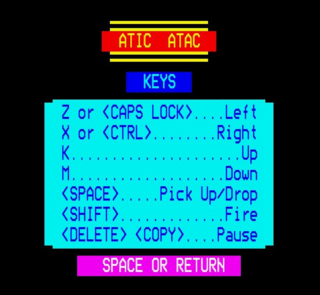 ATIC ATAC
KEYS
Z or <CAPS LOCK>....Left
X or <CTRL>........Right
K.....................Up
M...................Down
<SPACE>.....Pick Up/Drop
<SHIFT>.............Fire
<DELETE> <COPY>....Pause
SPACE OR RETURN